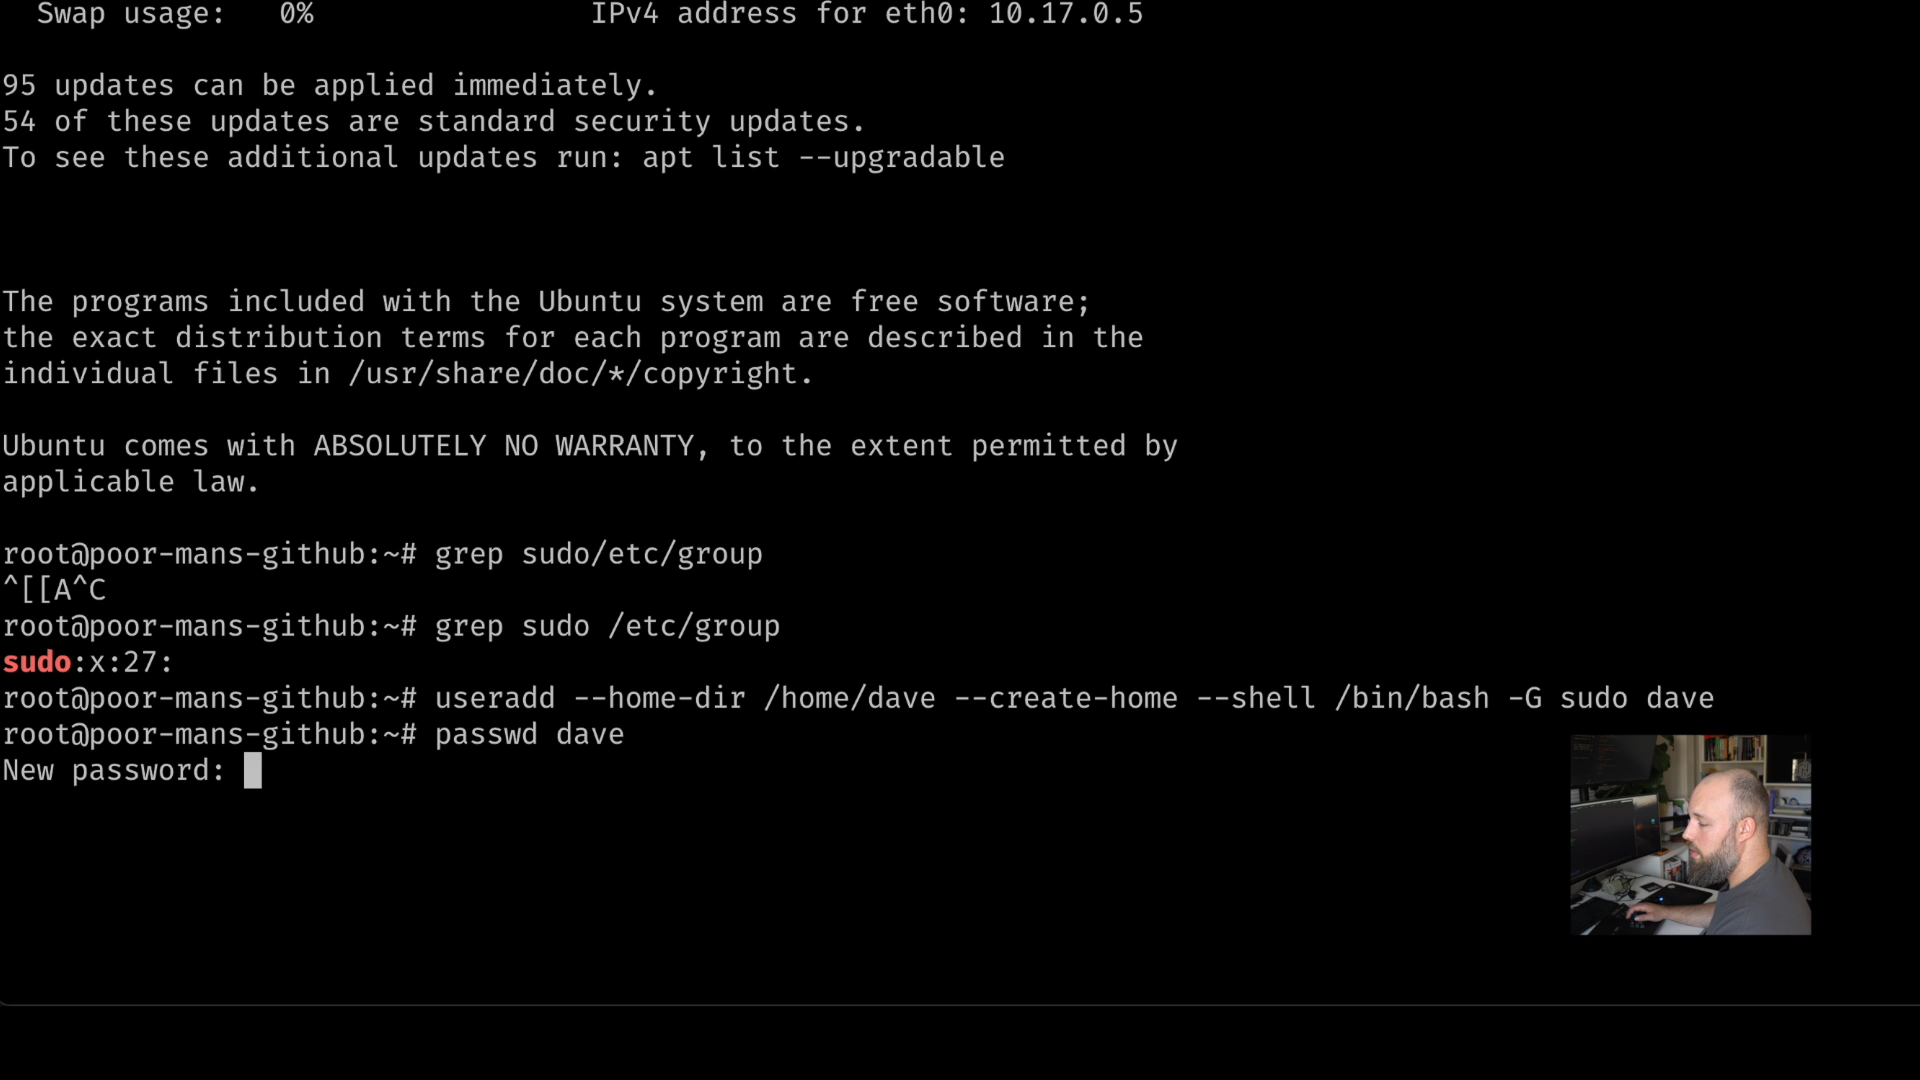 Swap usage:   0%                IPv4 address for eth0: 10.17.0.5
95 updates can be applied immediately.
54 of these updates are standard security updates.
To see these additional updates run: apt list --upgradable
The programs included with the Ubuntu system are free software;
the exact distribution terms for each program are described in the
individual files in /usr/share/doc/*/copyright.
Ubuntu comes with ABSOLUTELY NO WARRANTY, to the extent permitted by
applicable law.
root@poor-mans-github:~# grep sudo/etc/group
^[[A^C
root@poor-mans-github:~# grep sudo /etc/group
sudo:x:27:
root@poor-mans-github:~# useradd --home-dir /home/dave --create-home --shell /bin/bash -G sudo dave
root@poor-mans-github:~# passwd dave
New password: